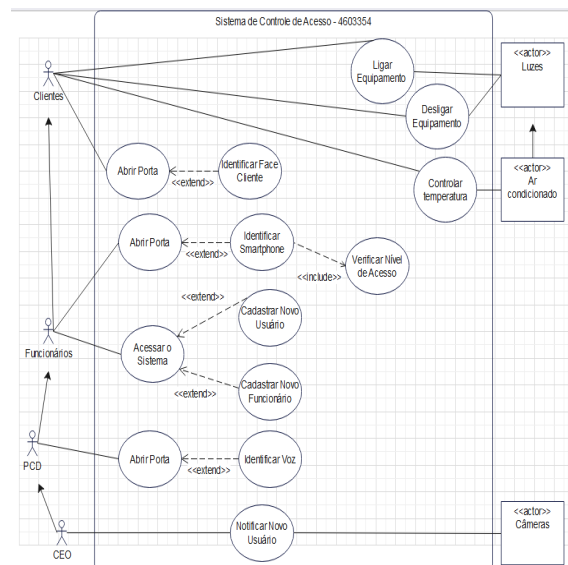 Sistema de Controle de Acesso - 4603354
Ligar
Equipamento
<<actor>>
Luzes
Clientes
Desligar
Equipamento
Abrir Porta
<<extend>>
Identificar Face
Cliente
Controlar
temperatura
<<actor>>
Ar
condicionado
Abrir Porta
<<extend>>
Identificar
Smartphone
<<include>>
Verificar Nível
de Acesso
<<extend>>
Cadastrar Novo
Usuário
Funcionários
Acessar o
Sistema
<<extend>>
Cadastrar Novo
Funcionário
PCD
Abrir Porta
<<extend>>
Identificar Voz
CEO
Notificar Novo
Usuário
<<actor>>
Câmeras